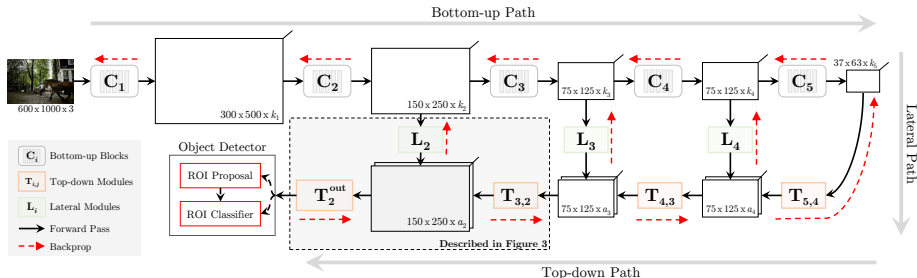 Bottom-up Path
C1
C2
C3
C4
C5
37 x 63 x k5
600 x 1000 x 3
300 x 500 x k1
150 x 250 x k2
75 x 125 x k3
75 x 125 x k4
Lateral Path
L2
L3
L4
Object Detector
ROI Proposal
ROI Classifier
T2out
T3,2
T4,3
T5,4
150 x 250 x a2
75 x 125 x a3
75 x 125 x a4
Described in Figure 3
Ci Bottom-up Blocks
Ti,j Top-down Modules
Li Lateral Modules
Forward Pass
Backprop
Top-down Path